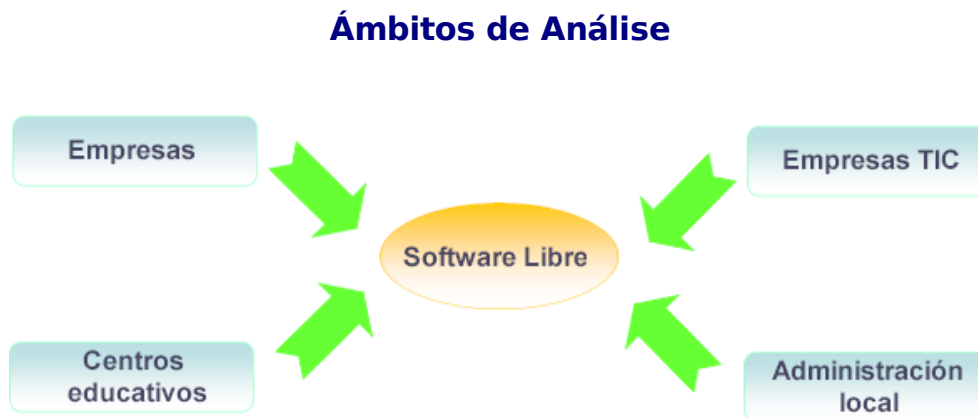 Ámbitos de Análise
Empresas
Empresas TIC
Software Libre
Centros
educativos
Administración
local